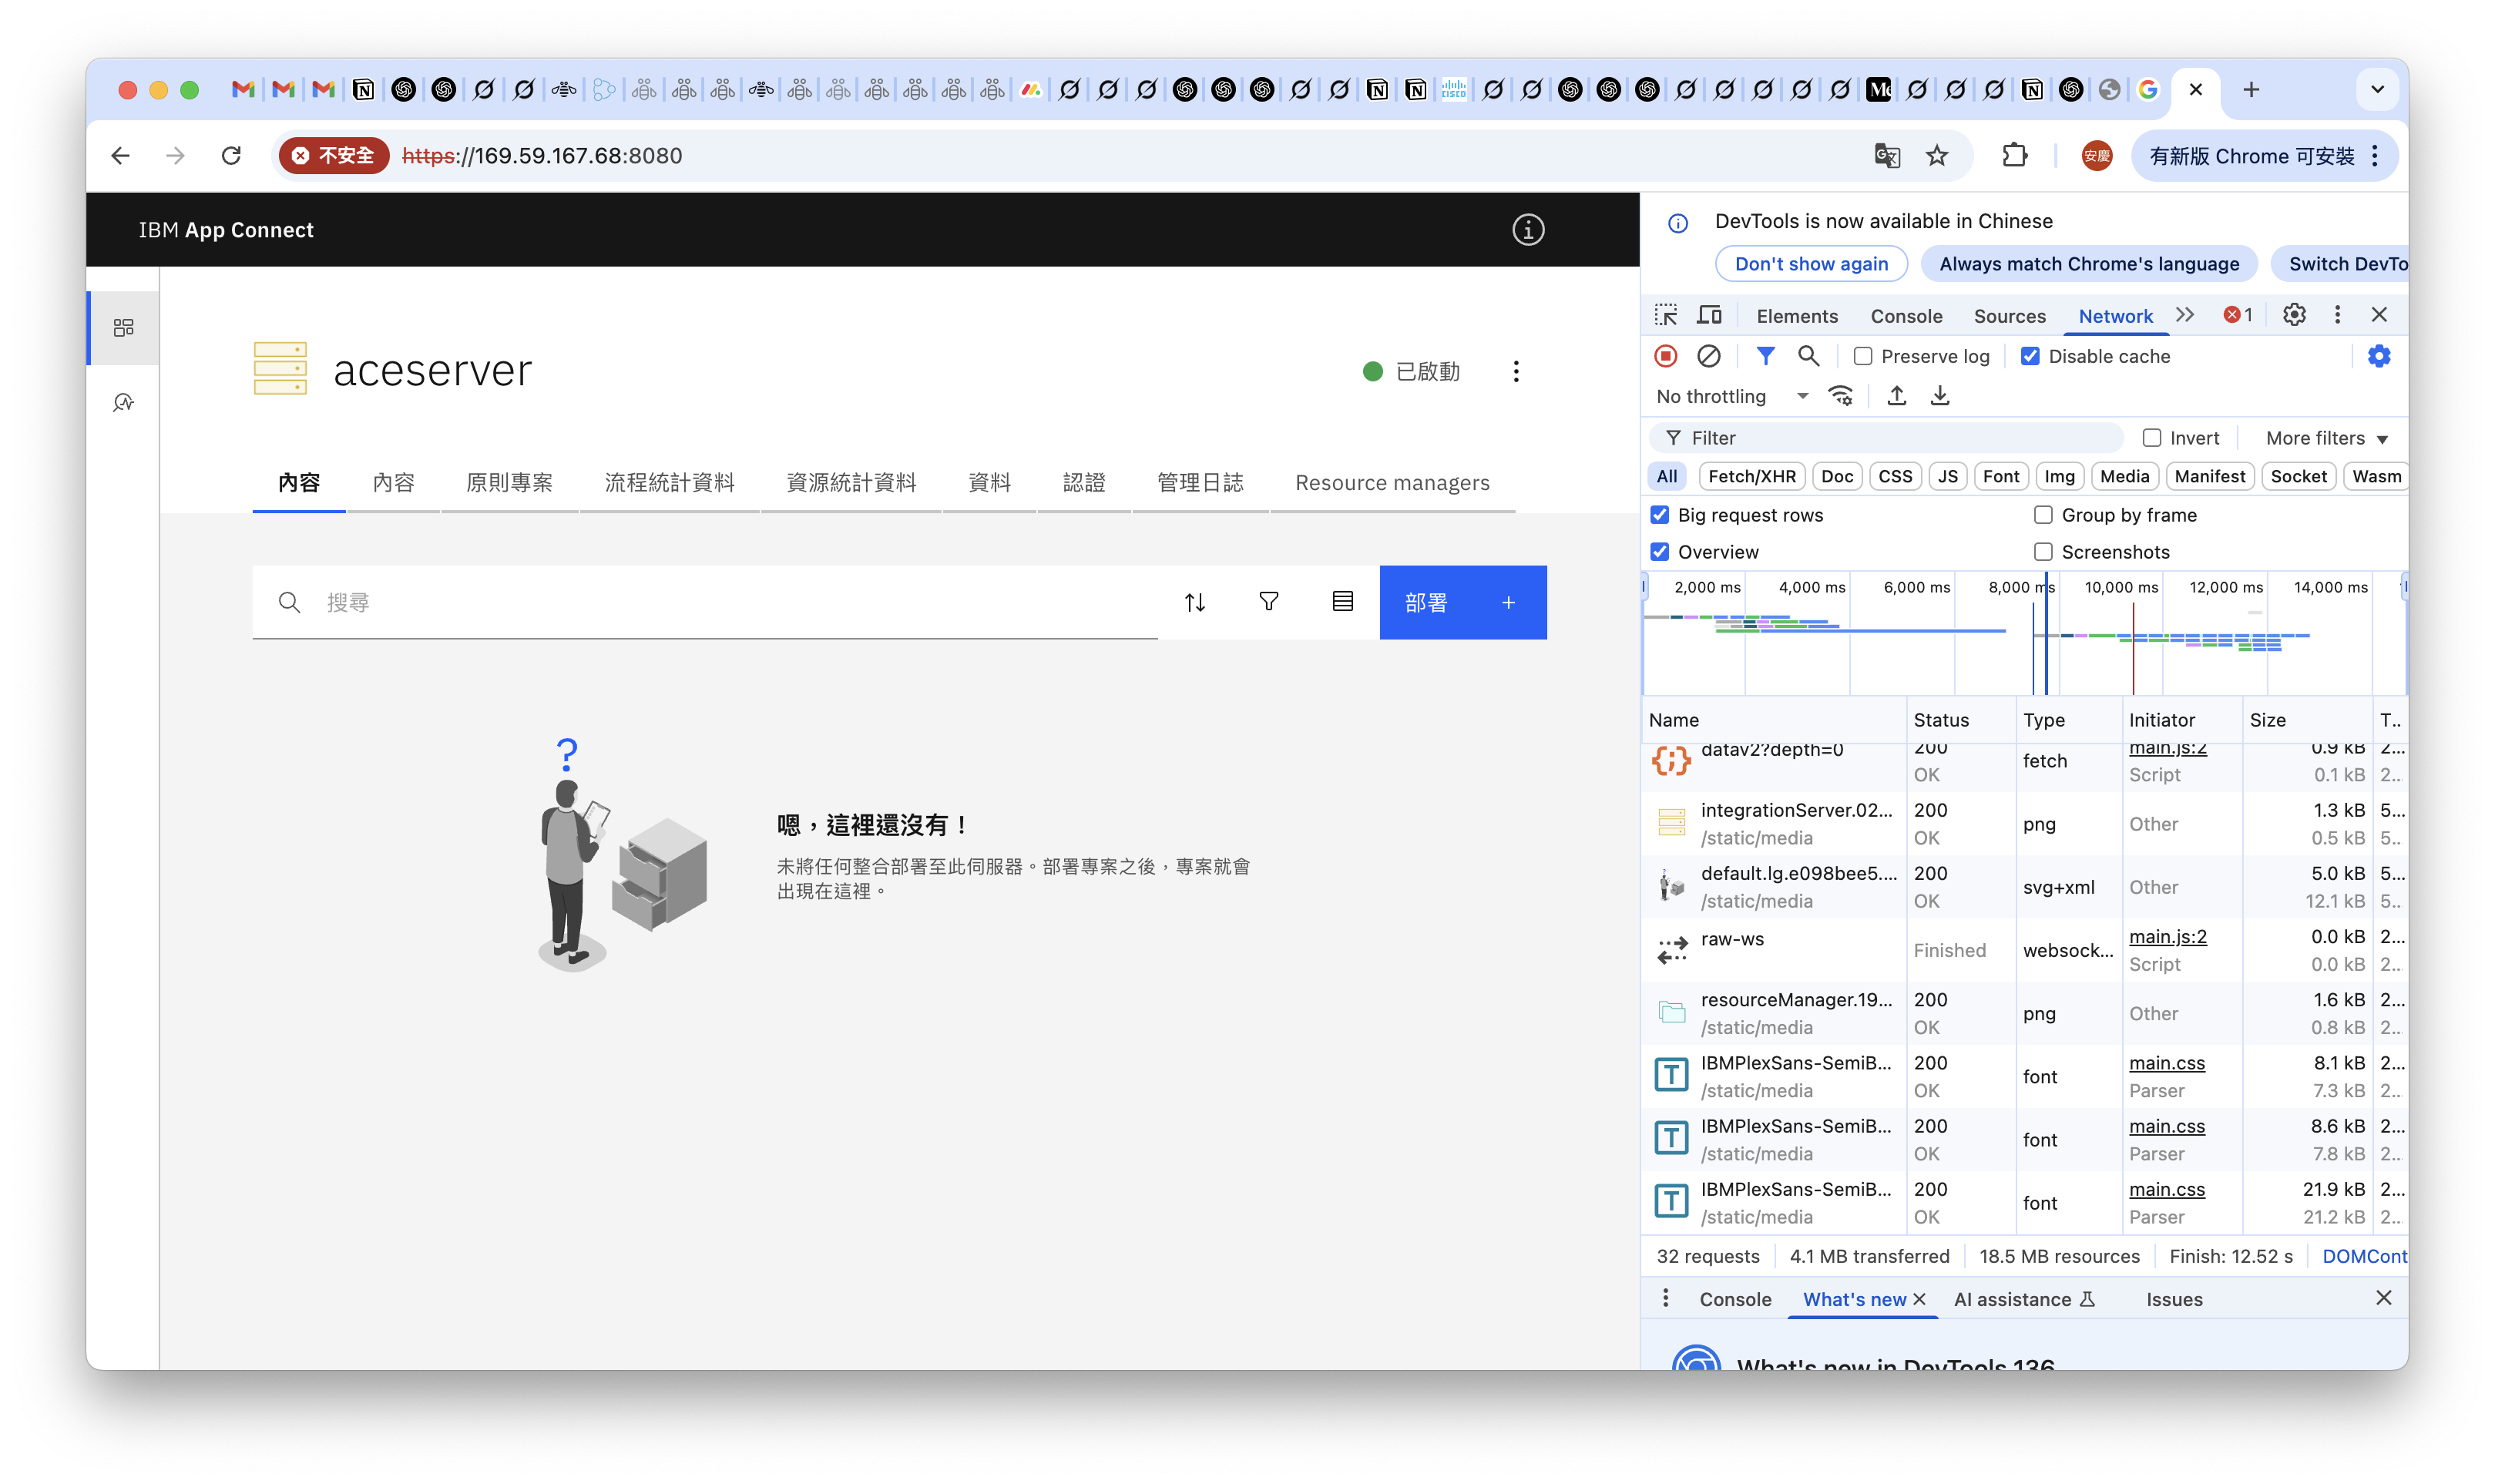 不安全 https://169.59.167.68:8080 安慶 有新版 Chrome 可安裝
IBM App Connect
aceserver
已啟動
內容 內容 原則專案 流程統計資料 資源統計資料 資料 認證 管理日誌 Resource managers
搜尋
部署 +
?
嗯，這裡還沒有！
未將任何整合部署至此伺服器。部署專案之後，專案就會
出現在這裡。
DevTools is now available in Chinese
Don't show again Always match Chrome's language Switch DevTo
Elements Console Sources Network 1
Preserve log Disable cache
No throttling
Filter Invert More filters
All Fetch/XHR Doc CSS JS Font Img Media Manifest Socket Wasm
Big request rows Group by frame
Overview Screenshots
2,000 ms 4,000 ms 6,000 ms 8,000 ms 10,000 ms 12,000 ms 14,000 ms
Name Status Type Initiator Size T..
datav2?depth=0 200 fetch main.js:2 0.9 kB 2...
OK Script 0.1 kB 2...
integrationServer.02... 200 png Other 1.3 kB 5...
/static/media OK 0.5 kB 5..
default.lg.e098bee5.... 200 svg+xml Other 5.0 kB 5...
/static/media OK 12.1 kB 5..
raw-ws Finished websock... main.js:2 0.0 kB 2...
Script 0.0 kB 2...
resourceManager.19... 200 png Other 1.6 kB 2...
/static/media OK 0.8 kB 2...
IBMPlexSans-SemiB... 200 font main.css 8.1 kB 2...
/static/media OK Parser 7.3 kB 2...
IBMPlexSans-SemiB... 200 font main.css 8.6 kB 2...
/static/media OK Parser 7.8 kB 2...
IBMPlexSans-SemiB... 200 font main.css 21.9 kB 2...
/static/media OK Parser 21.2 kB 2...
32 requests 4.1 MB transferred 18.5 MB resources Finish: 12.52 s DOMCont
Console What's new AI assistance Issues
What's new in DevTools 136